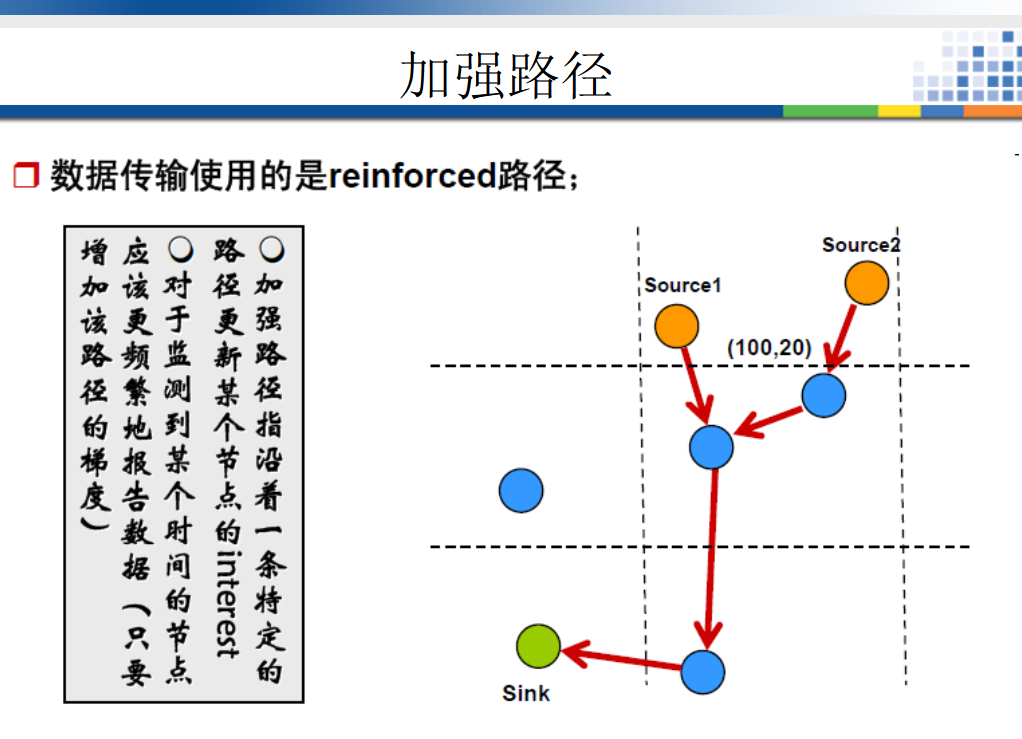 加强路径
数据传输使用的是reinforced路径；
○加强路径指沿着一条特定的
路径更新某个节点的interest
○对于监测到某个时间的节点
应该更频繁地报告数据（只要
增加该路径的梯度）
Source2
Source1
(100,20)
Sink